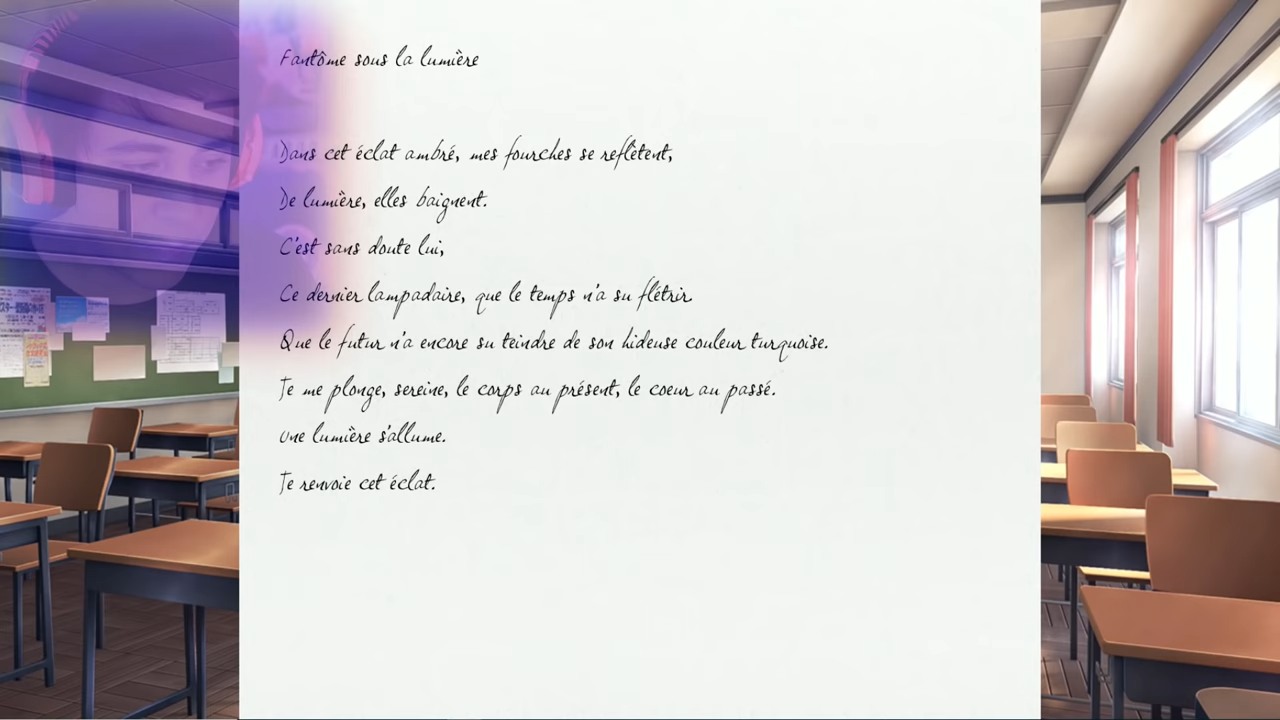 Fantôme sous la lumière
Dans cet éclat ambré, mes fourches se reflètent,
De lumière, elles baignent.
C'est sans doute lui,
Ce dernier lampadaire, que le temps n'a su flétrir
Que le futur n'a encore su teindre de son hideuse couleur turquoise.
Je me plonge, sereine, le corps au présent, le coeur au passé.
Une lumière s'allume.
Je renvoie cet éclat.